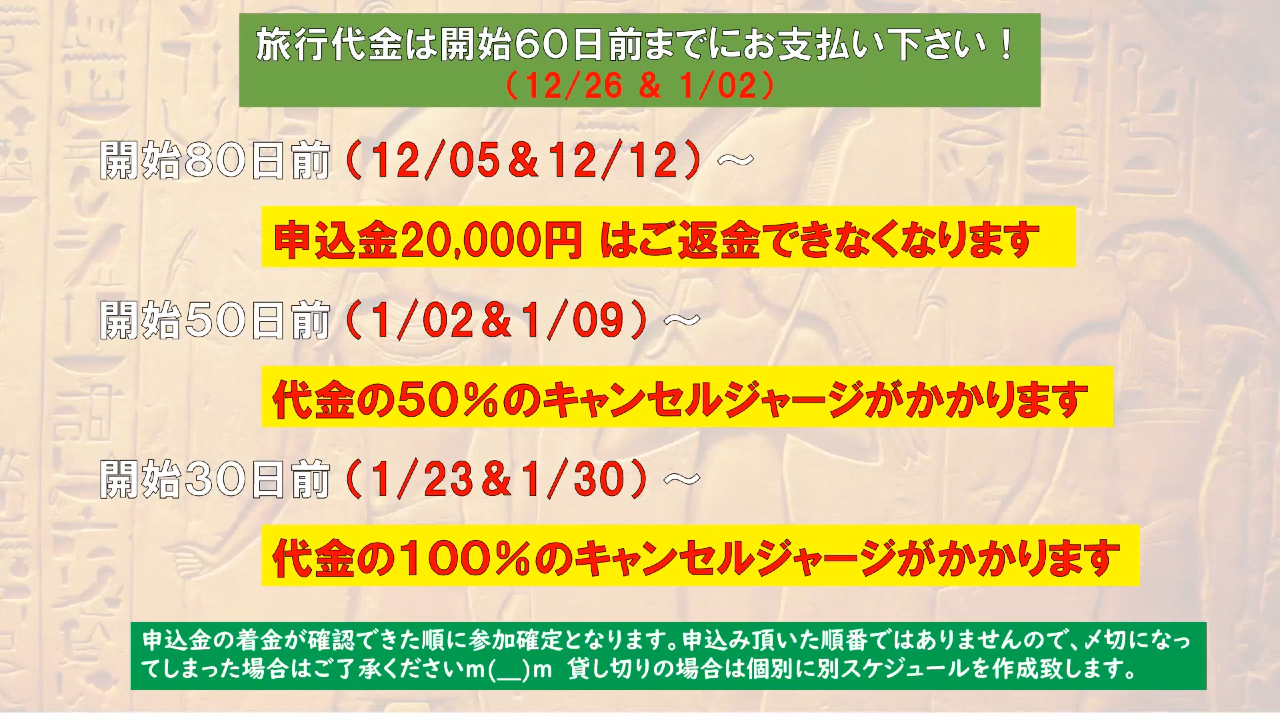 旅行代金は開始60日前までにお支払い下さい！
（12/26 & 1/02）
開始80日前（12/05＆12/12）～
申込金20,000円 はご返金できなくなります
開始50日前（1/02＆1/09）～
代金の50％のキャンセルジャージがかかります
開始30日前（1/23＆1/30）～
代金の100％のキャンセルジャージがかかります
申込金の着金が確認できた順に参加確定となります。申込み頂いた順番ではありませんので、〆切になっ
てしまった場合はご了承くださいm(__)m 貸し切りの場合は個別に別スケジュールを作成致します。